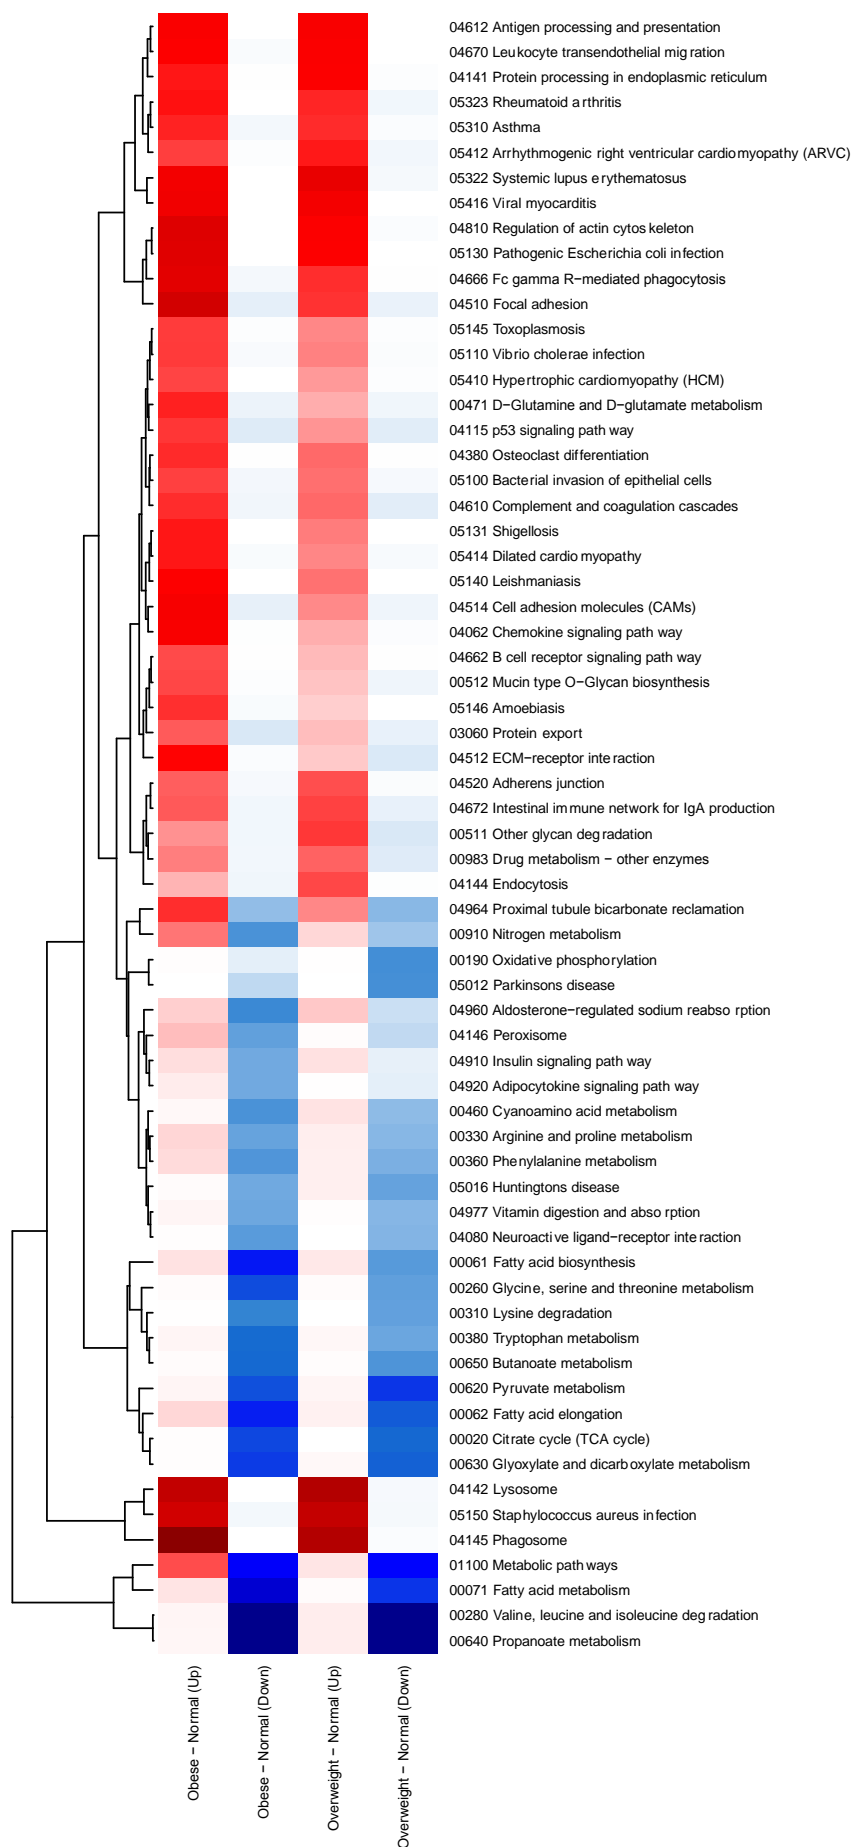 04612 Antigen processing and presentation
04670 Leukocyte transendothelial migration
04141 Protein processing in endoplasmic reticulum
05323 Rheumatoid arthritis
05310 Asthma
05412 Arrhythmogenic right ventricular cardiomyopathy (ARVC)
05322 Systemic lupus erythematosus
05416 Viral myocarditis
04810 Regulation of actin cytoskeleton
05130 Pathogenic Escherichia coli infection
04666 Fc gamma R−mediated phagocytosis
04510 Focal adhesion
05145 Toxoplasmosis
05110 Vibrio cholerae infection
05410 Hypertrophic cardiomyopathy (HCM)
00471 D−Glutamine and D−glutamate metabolism
04115 p53 signaling pathway
04380 Osteoclast differentiation
05100 Bacterial invasion of epithelial cells
04610 Complement and coagulation cascades
05131 Shigellosis
05414 Dilated cardiomyopathy
05140 Leishmaniasis
04514 Cell adhesion molecules (CAMs)
04062 Chemokine signaling pathway
04662 B cell receptor signaling pathway
00512 Mucin type O−Glycan biosynthesis
05146 Amoebiasis
03060 Protein export
04512 ECM−receptor interaction
04520 Adherens junction
04672 Intestinal immune network for IgA production
00511 Other glycan degradation
00983 Drug metabolism − other enzymes
04144 Endocytosis
04964 Proximal tubule bicarbonate reclamation
00910 Nitrogen metabolism
00190 Oxidative phosphorylation
05012 Parkinsons disease
04960 Aldosterone−regulated sodium reabsorption
04146 Peroxisome
04910 Insulin signaling pathway
04920 Adipocytokine signaling pathway
00460 Cyanoamino acid metabolism
00330 Arginine and proline metabolism
00360 Phenylalanine metabolism
05016 Huntingtons disease
04977 Vitamin digestion and absorption
04080 Neuroactive ligand−receptor interaction
00061 Fatty acid biosynthesis
00260 Glycine, serine and threonine metabolism
00310 Lysine degradation
00380 Tryptophan metabolism
00650 Butanoate metabolism
00620 Pyruvate metabolism
00062 Fatty acid elongation
00020 Citrate cycle (TCA cycle)
00630 Glyoxylate and dicarboxylate metabolism
04142 Lysosome
05150 Staphylococcus aureus infection
04145 Phagosome
01100 Metabolic pathways
00071 Fatty acid metabolism
00280 Valine, leucine and isoleucine degradation
00640 Propanoate metabolism
Obese − Normal (Up)
Obese − Normal (Down)
Overweight − Normal (Up)
Overweight − Normal (Down)